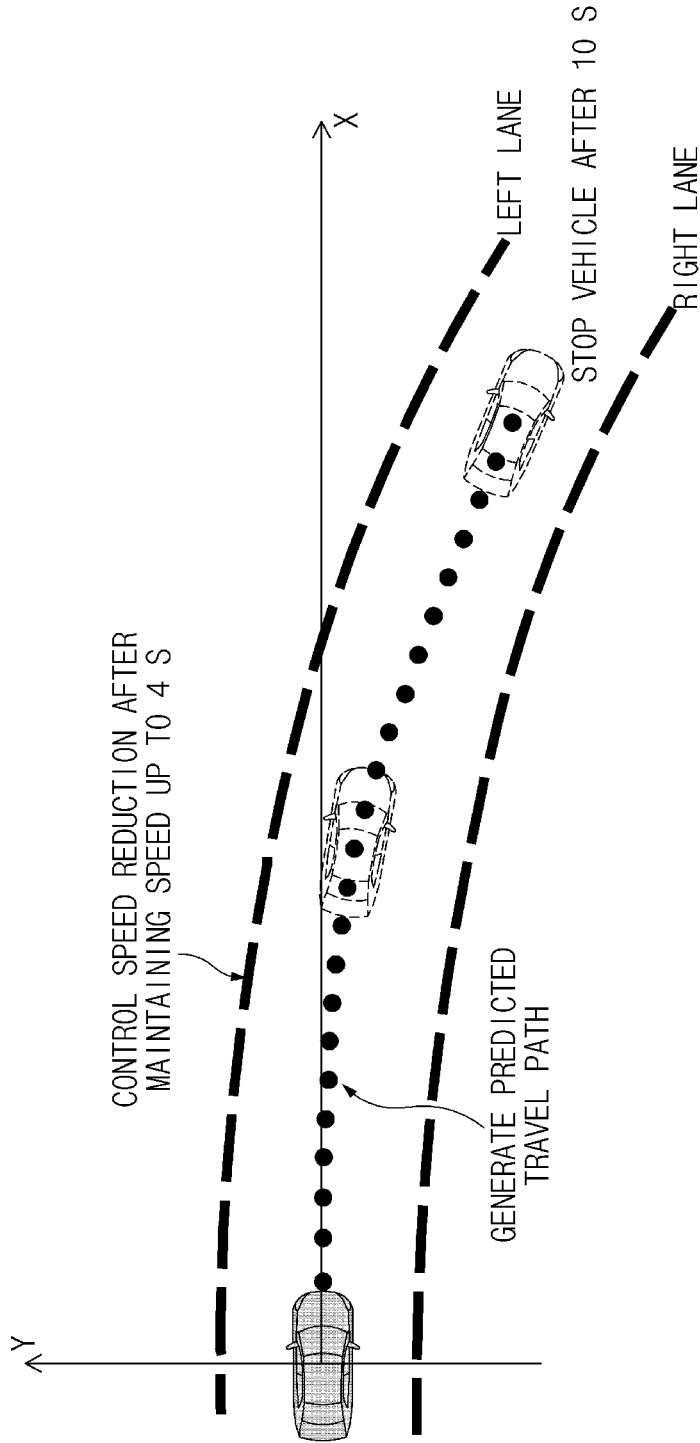 Y
CONTROL SPEED REDUCTION AFTER
MAINTAINING SPEED UP TO 4 S
X
LEFT LANE
STOP VEHICLE AFTER 10 S
RIGHT LANE
GENERATE PREDICTED
TRAVEL PATH